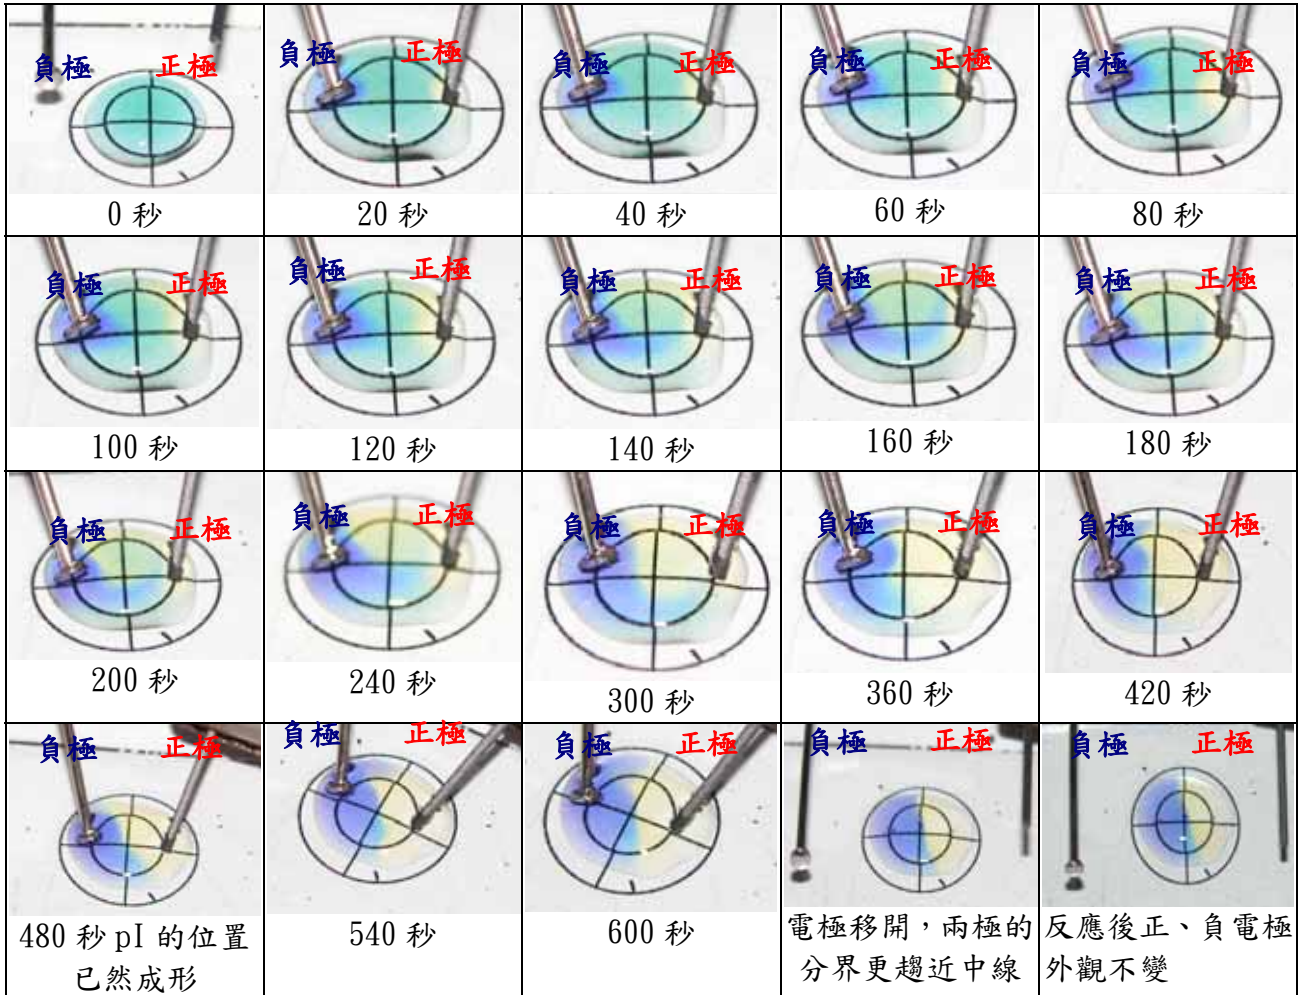 負極 正極
0 秒
負極 正極
20 秒
負極 正極
40 秒
負極 正極
60 秒
負極 正極
80 秒
負極 正極
100 秒
負極 正極
120 秒
負極 正極
140 秒
負極 正極
160 秒
負極 正極
180 秒
負極 正極
200 秒
負極 正極
240 秒
負極 正極
300 秒
負極 正極
360 秒
負極 正極
420 秒
負極 正極
480 秒 pI 的位置
已然成形
負極 正極
540 秒
負極 正極
600 秒
負極 正極
電極移開，兩極的
分界更趨近中線
負極 正極
反應後正、負電極
外觀不變